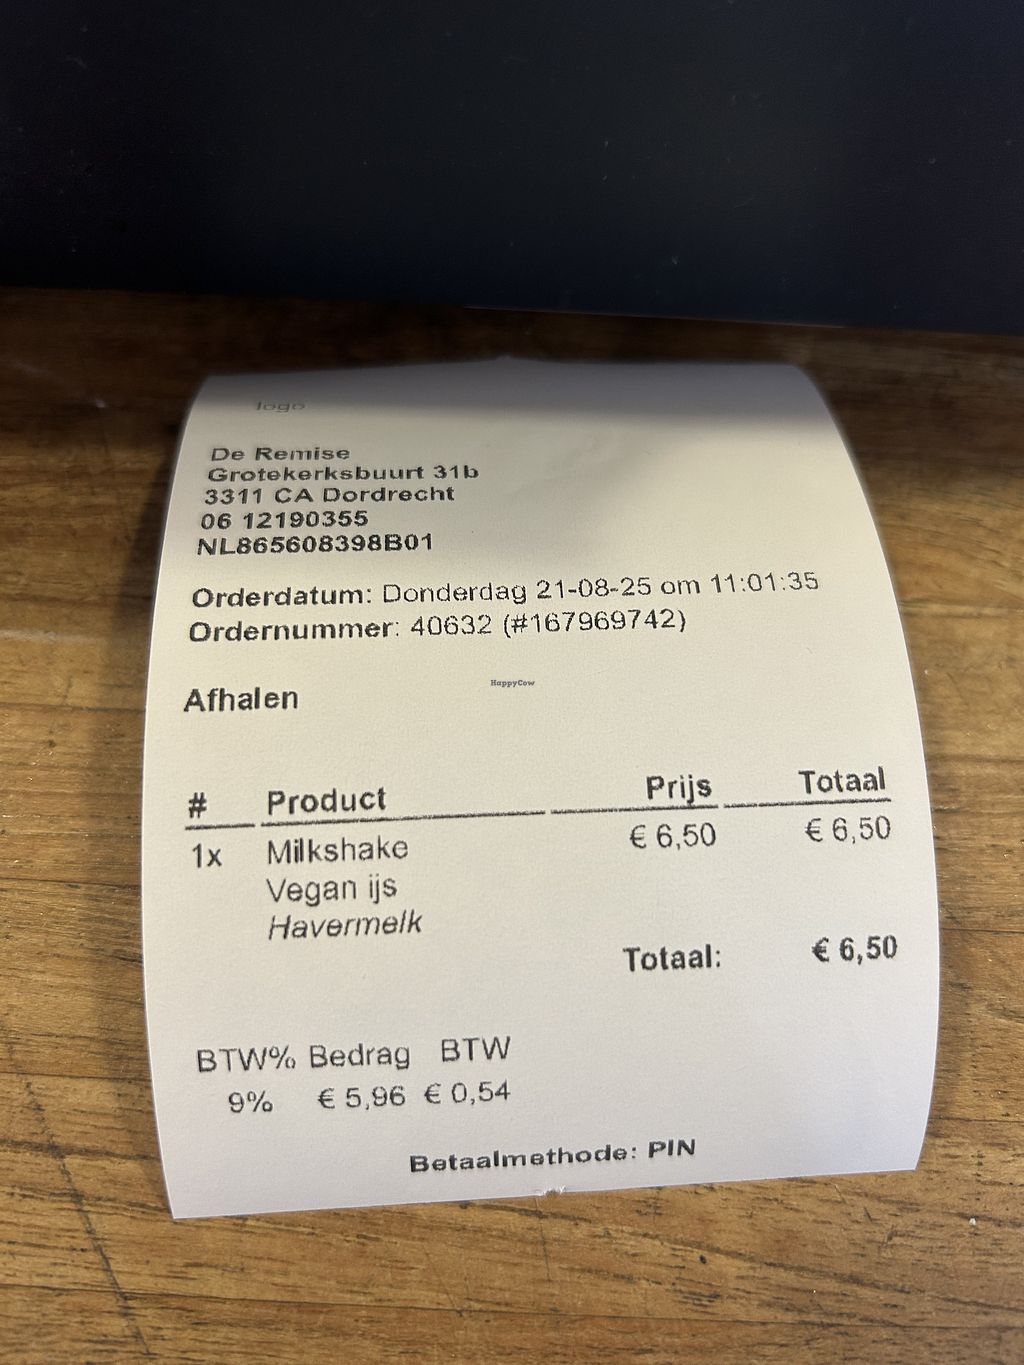 logo
De Remise
Grotekerksbuurt 31b
3311 CA Dordrecht
06 12190355
NL865608398B01
Orderdatum: Donderdag 21-08-25 om 11:01:35
Ordernummer: 40632 (#167969742)
HappyCow
Afhalen
# Product Prijs Totaal
1x Milkshake € 6,50 € 6,50
Vegan ijs
Havermelk
Totaal: € 6,50
BTW% Bedrag BTW
9% € 5,96 € 0,54
Betaalmethode: PIN